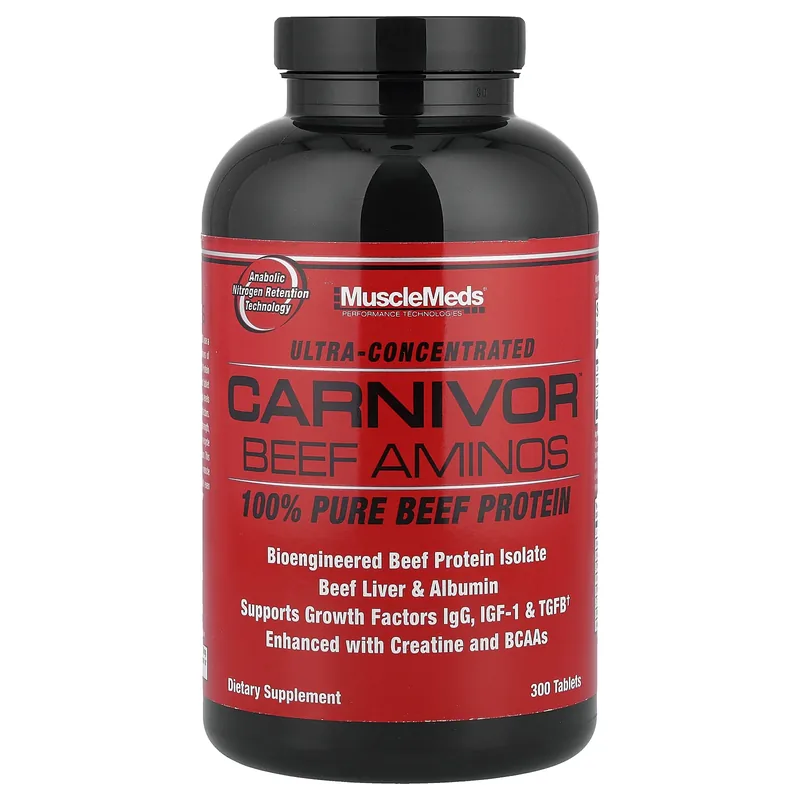 Anabolic
Nitrogen Retention
Technology
MuscleMeds®
PERFORMANCE TECHNOLOGIES
ULTRA-CONCENTRATED
CARNIVOR™
BEEF AMINOS
100% PURE BEEF PROTEIN
Bioengineered Beef Protein Isolate
Beef Liver & Albumin
Supports Growth Factors IgG, IGF-1 & TGFB†
Enhanced with Creatine and BCAAs
Dietary Supplement
300 Tablets